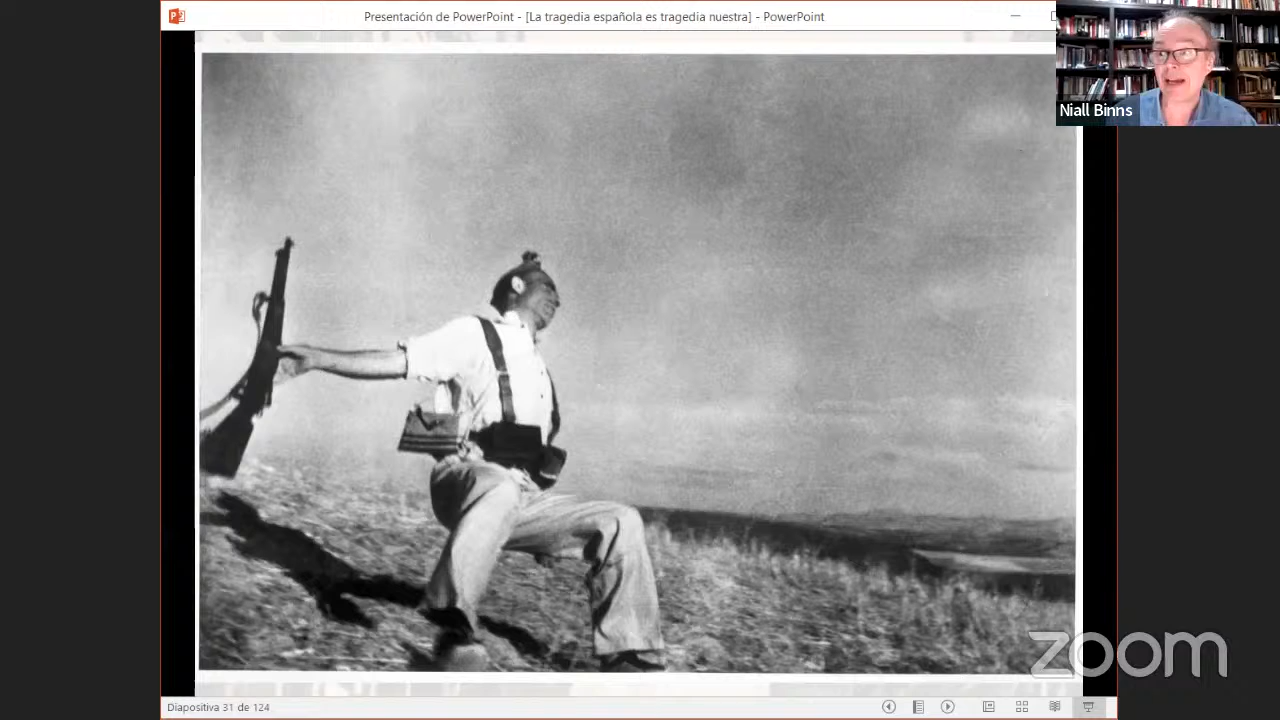 Presentación de PowerPoint - [La tragedia española es tragedia nuestra] - PowerPoint
Niall Binns
zoom
Diapositiva 31 de 124